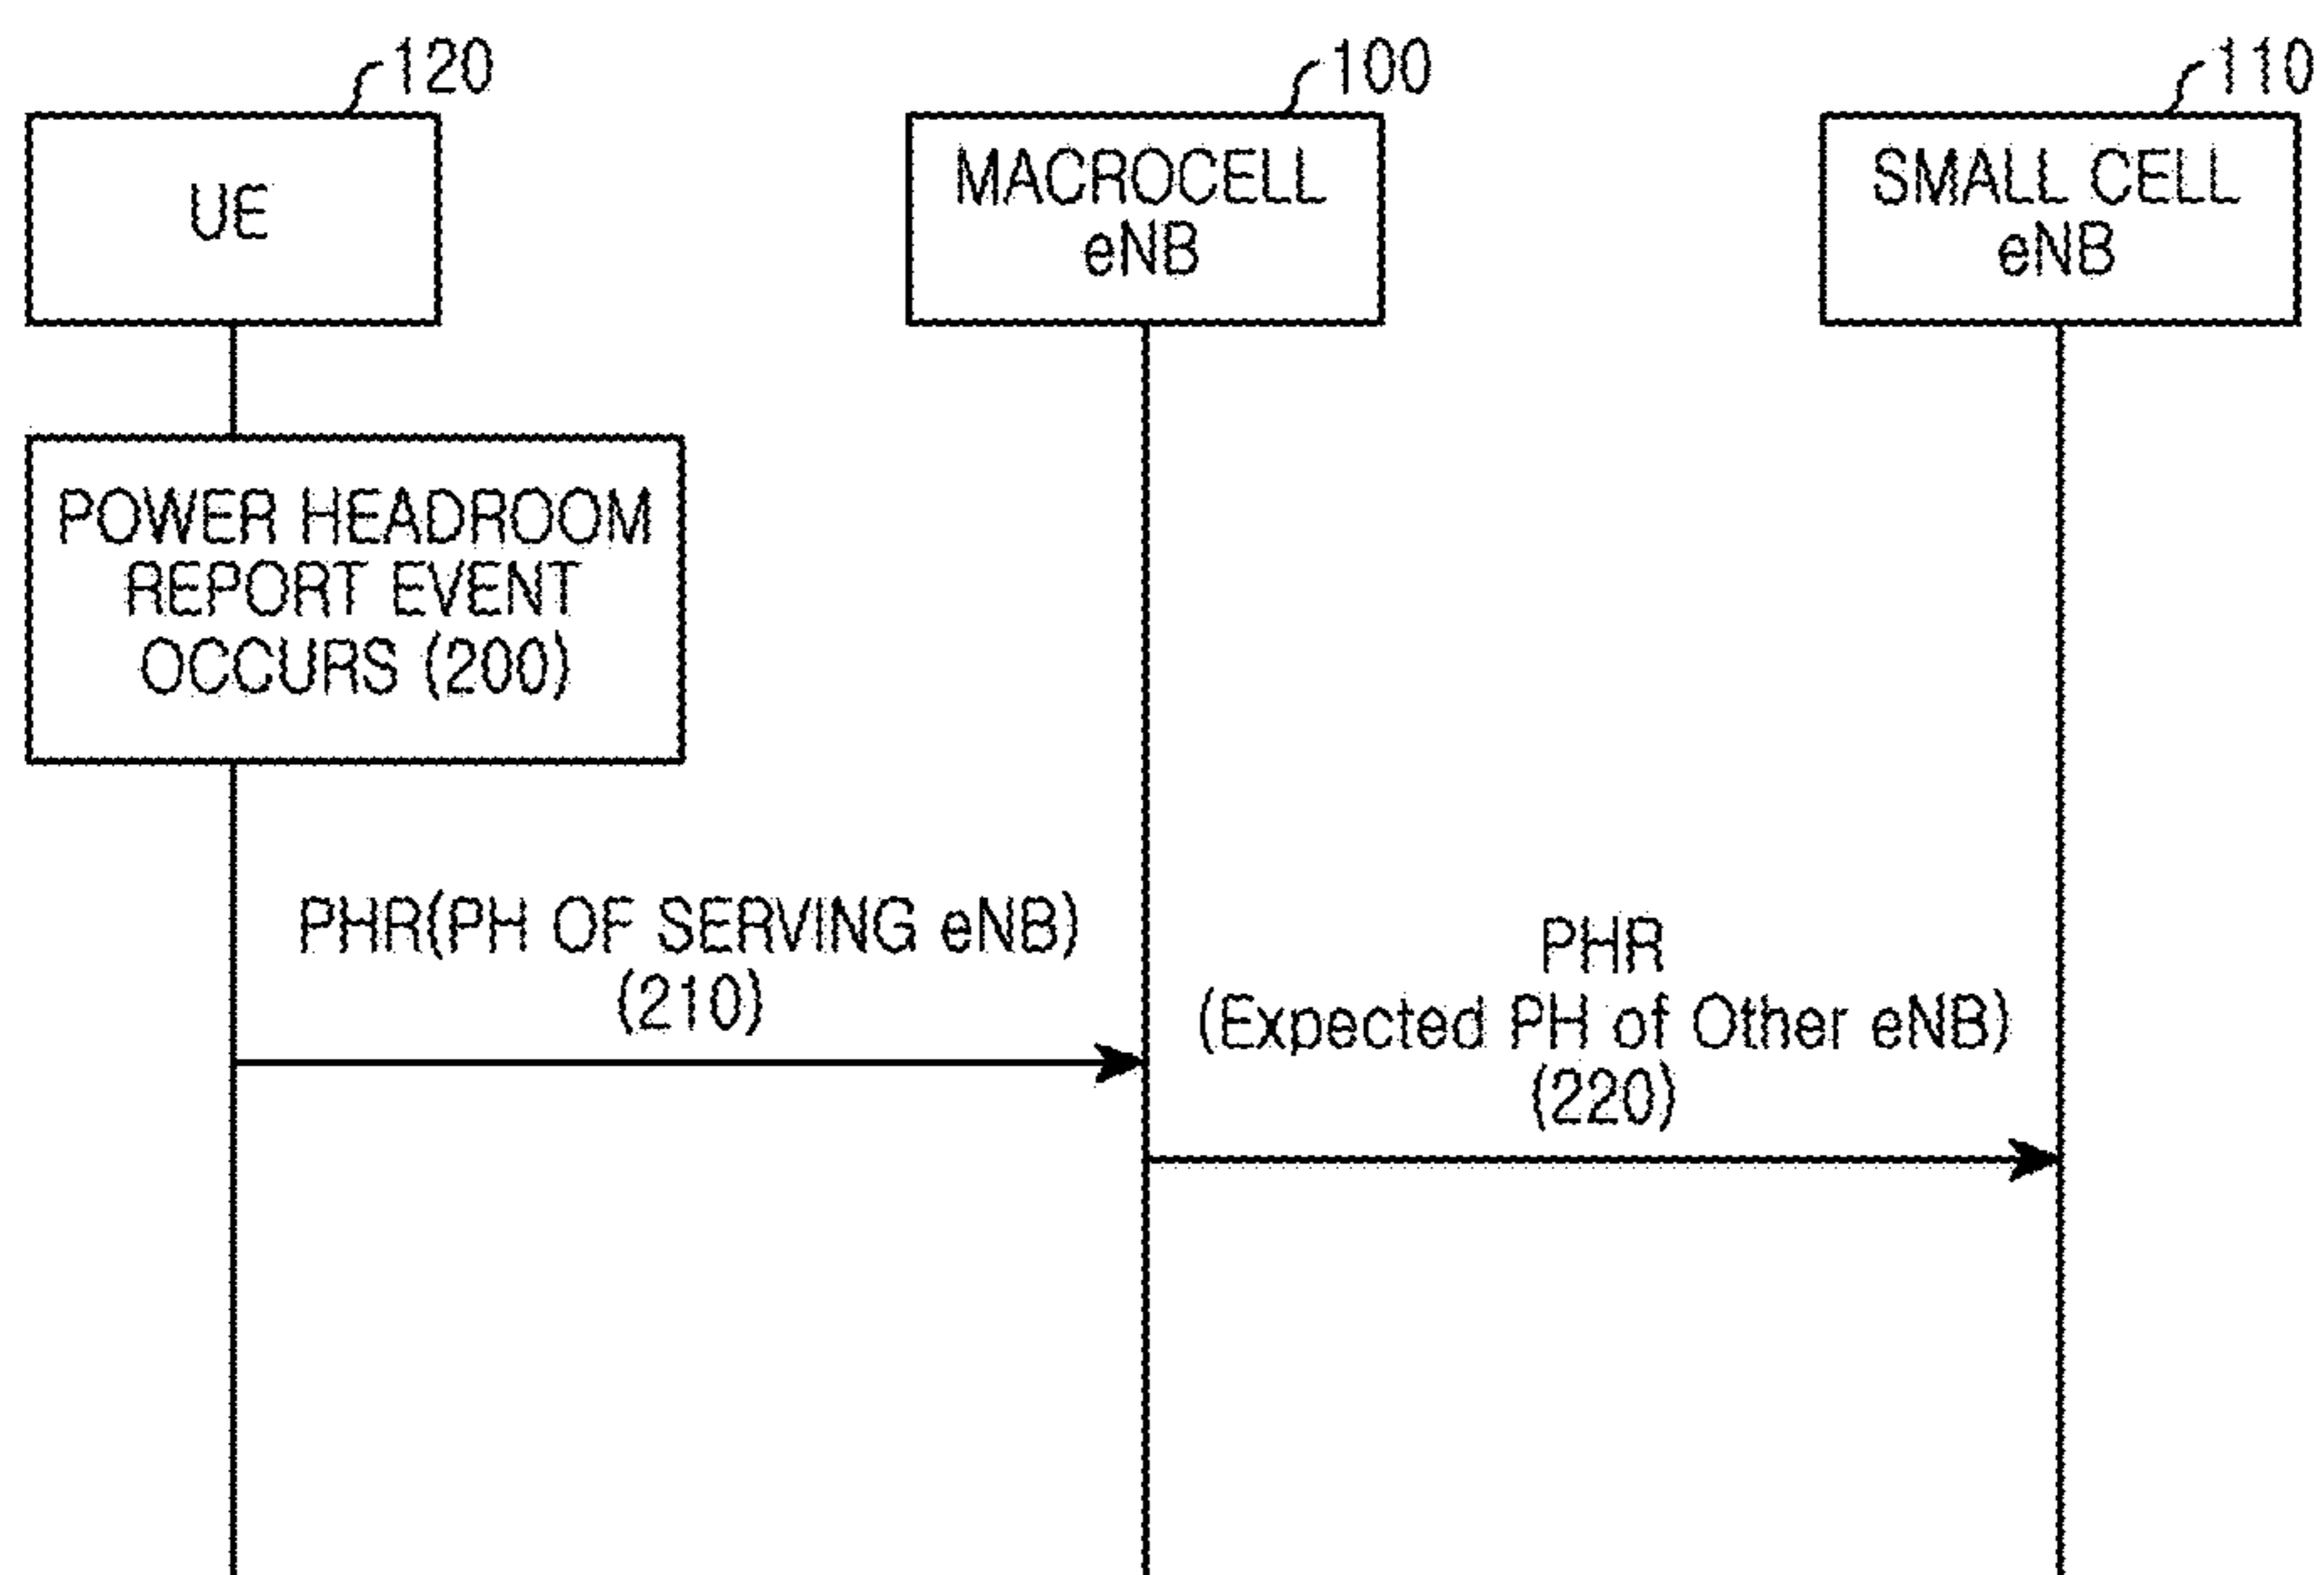 120
100
110
UE
MACROCELL
eNB
SMALL CELL
eNB
POWER HEADROOM
REPORT EVENT
OCCURS (200)
PHR(PH OF SERVING eNB)
(210)
PHR
(Expected PH of Other eNB)
(220)